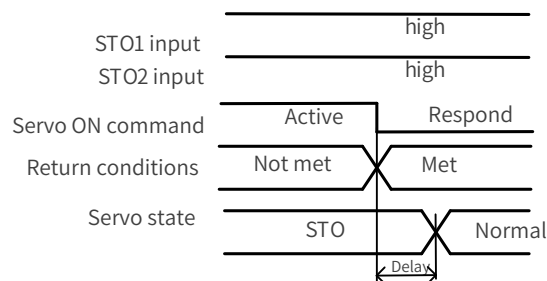 high
STO1 input
high
STO2 input
Active
Respond
Servo ON command
Return conditions
Not met
Met
Servo state
STO
Normal
Delay